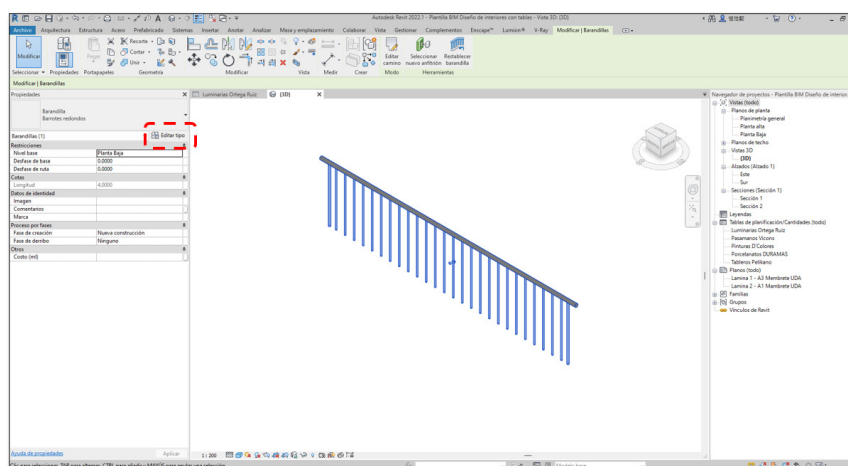 Autodesk Revit 2022.1 - Plantilla BIM Diseño de interiores con tables - Vista 3D: {3D}
Archivo Arquitectura Estructura Acero Prefabricado Sistemas Insertar Anotar Analizar Masa y emplazamiento Colaborar Vista Gestionar Complementos Enscape™ Lumion® V-Ray Modificar | Barandillas
Modificar
Pegar
Recorte
Cortar
Unir
Editar camino
Seleccionar nuevo anfitrión
Restablecer barandilla
Seleccionar Propiedades Portapapeles Geometría Modificar Vista Medir Crear Modo Herramientas
Modificar | Barandillas
Propiedades
Luminarias Ortega Ruiz
{3D}
Navegador de proyectos - Plantilla BIM Diseño de interior
Barandilla
Barrotes redondos
Barandillas (1)
Editar tipo
Restricciones
Nivel base Planta Baja
Desfase de base 0.0000
Desfase de ruta 0.0000
Cotas
Longitud 4.0000
Datos de identidad
Imagen
Comentarios
Marca
Proceso por fases
Fase de creación Nueva construcción
Fase de derribo Ninguno
Otros
Costo (ml)
Vistas (todo)
Planos de planta
Planimetría general
Planta alta
Planta Baja
Planos de techo
Vistas 3D
{3D}
Alzados (Alzado 1)
Este
Sur
Secciones (Sección 1)
Sección 1
Sección 2
Leyendas
Tablas de planificación/Cantidades (todo)
Luminarias Ortega Ruiz
Pasamanos Vicons
Pinturas D'Colores
Porcelanatos DURAMAS
Tableros Pelikano
Planos (todo)
Lamina 1 - A3 Membrete UDA
Lamina 2 - A1 Membrete UDA
Familias
Grupos
Vínculos de Revit
Ayuda de propiedades
Aplicar
1 : 200